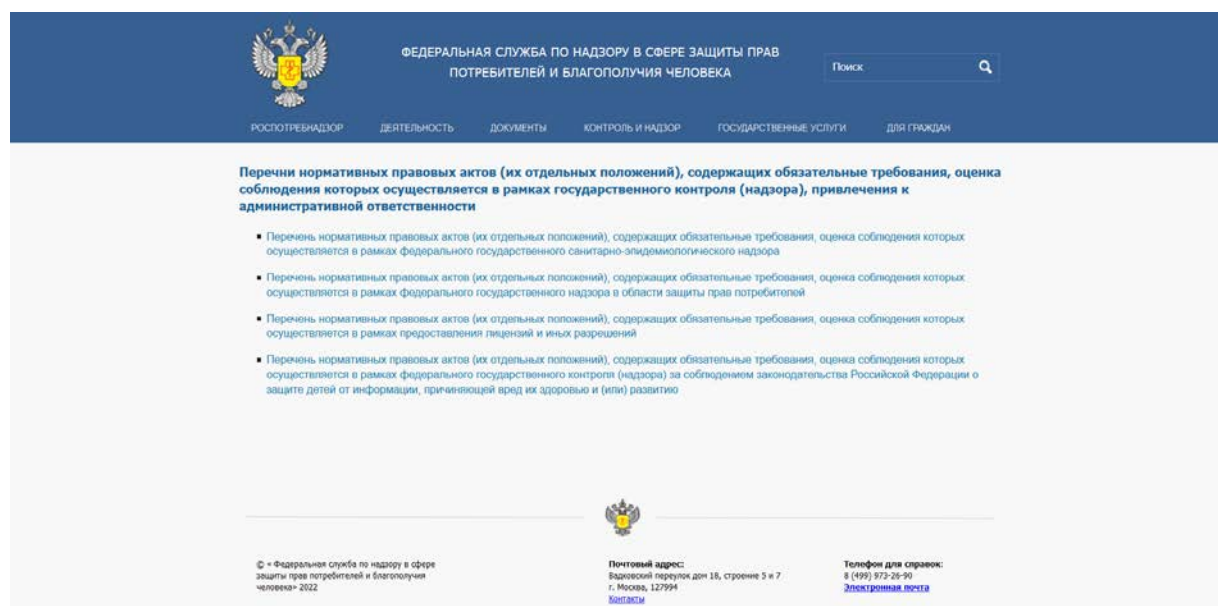 ФЕДЕРАЛЬНАЯ СЛУЖБА ПО НАДЗОРУ В СФЕРЕ ЗАЩИТЫ ПРАВ
ПОТРЕБИТЕЛЕЙ И БЛАГОПОЛУЧИЯ ЧЕЛОВЕКА
Поиск
РОСПОТРЕБНАДЗОР ДЕЯТЕЛЬНОСТЬ ДОКУМЕНТЫ КОНТРОЛЬ И НАДЗОР ГОСУДАРСТВЕННЫЕ УСЛУГИ ДЛЯ ГРАЖДАН
Перечни нормативных правовых актов (их отдельных положений), содержащих обязательные требования, оценка
соблюдения которых осуществляется в рамках государственного контроля (надзора), привлечения к
административной ответственности
Перечень нормативных правовых актов (их отдельных положений), содержащих обязательные требования, оценка соблюдения которых
осуществляется в рамках федерального государственного санитарно-эпидемиологического надзора
Перечень нормативных правовых актов (их отдельных положений), содержащих обязательные требования, оценка соблюдения которых
осуществляется в рамках федерального государственного надзора в области защиты прав потребителей
Перечень нормативных правовых актов (их отдельных положений), содержащих обязательные требования, оценка соблюдения которых
осуществляется в рамках предоставления лицензий и иных разрешений
Перечень нормативных правовых актов (их отдельных положений), содержащих обязательные требования, оценка соблюдения которых
осуществляется в рамках федерального государственного контроля (надзора) за соблюдением законодательства Российской Федерации о
защите детей от информации, причиняющей вред их здоровью и (или) развитию
© « Федеральная служба по надзору в сфере
защиты прав потребителей и благополучия
человека» 2022
Почтовый адрес:
Вадковский переулок дом 18, строение 5 и 7
г. Москва, 127994
Контакты
Телефон для справок:
8 (499) 973-26-90
Электронная почта